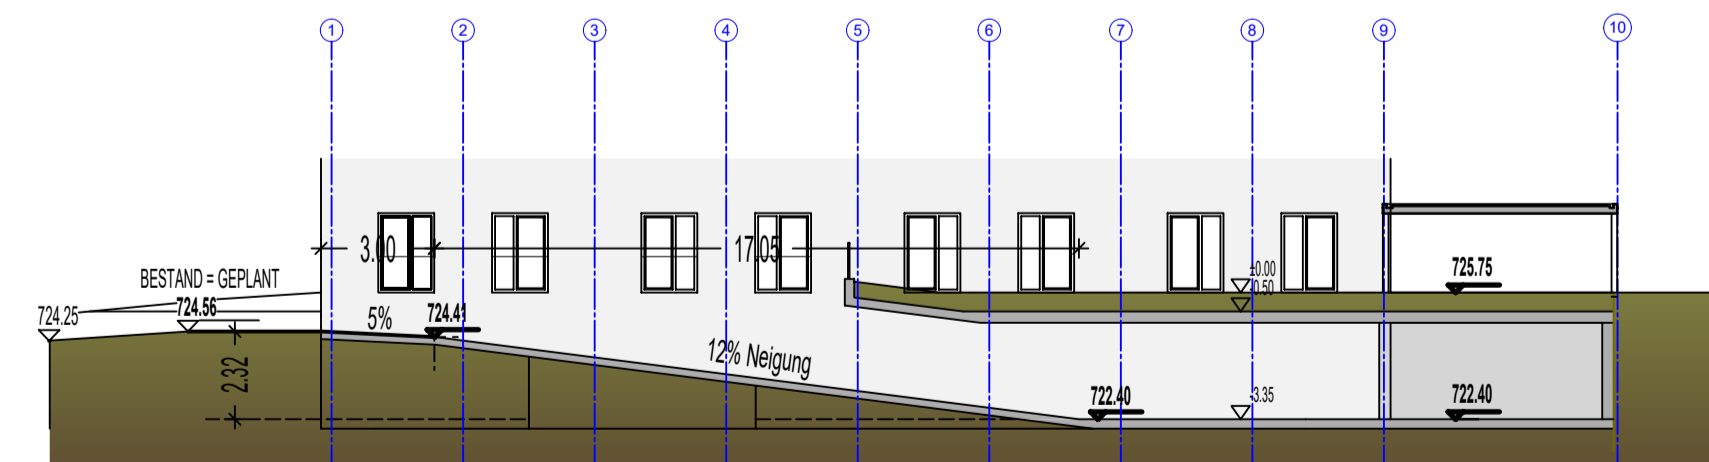 1 2 3 4 5 6 7 8 9 10
3.00 17.05
±0.00
-0.50
725.75
BESTAND = GEPLANT
724.25 724.56 5% 724.41
2.32
12% Neigung
722.40 -3.35 722.40